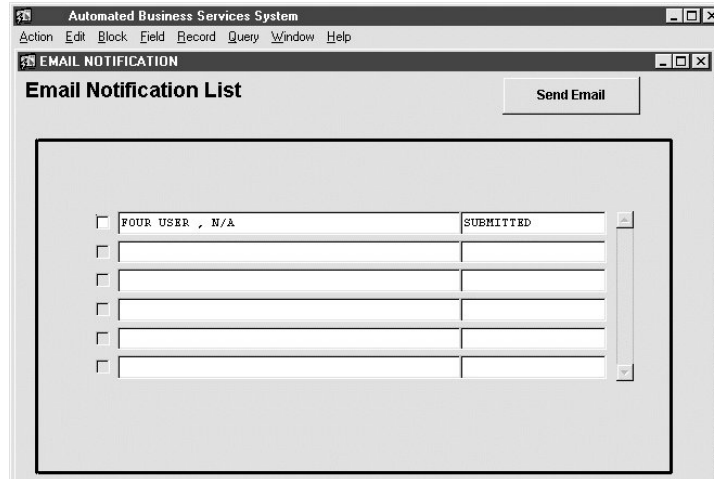 Automated Business Services System
Action Edit Block Field Record Query Window Help
EMAIL NOTIFICATION
Email Notification List
Send Email
FOUR USER , N/A SUBMITTED